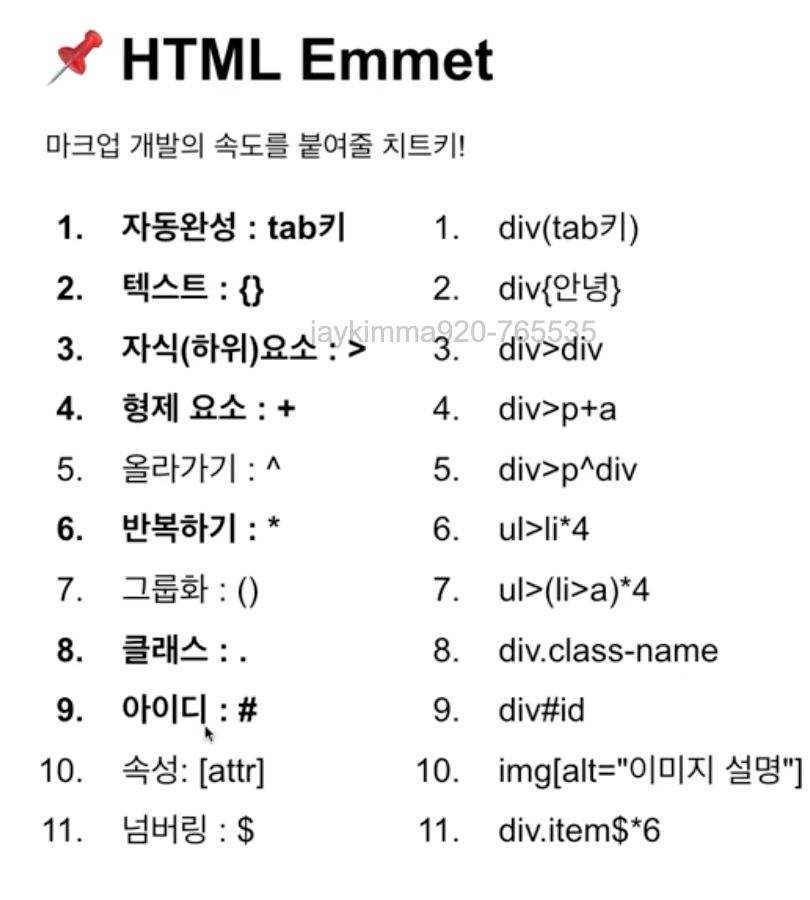 📌 HTML Emmet
마크업 개발의 속도를 붙여줄 치트키!
1. 자동완성 : tab키
2. 텍스트 : {}
3. 자식(하위)요소 : >
4. 형제 요소 : +
5. 올라가기 : ^
6. 반복하기 : *
7. 그룹화 : ()
8. 클래스 : .
9. 아이디 : #
10. 속성: [attr]
11. 넘버링 : $
1. div(tab키)
2. div{안녕}
3. div>div
4. div>p+a
5. div>p^div
6. ul>li*4
7. ul>(li>a)*4
8. div.class-name
9. div#id
10. img[alt="이미지 설명"]
11. div.item$*6
jaykimma920-765535